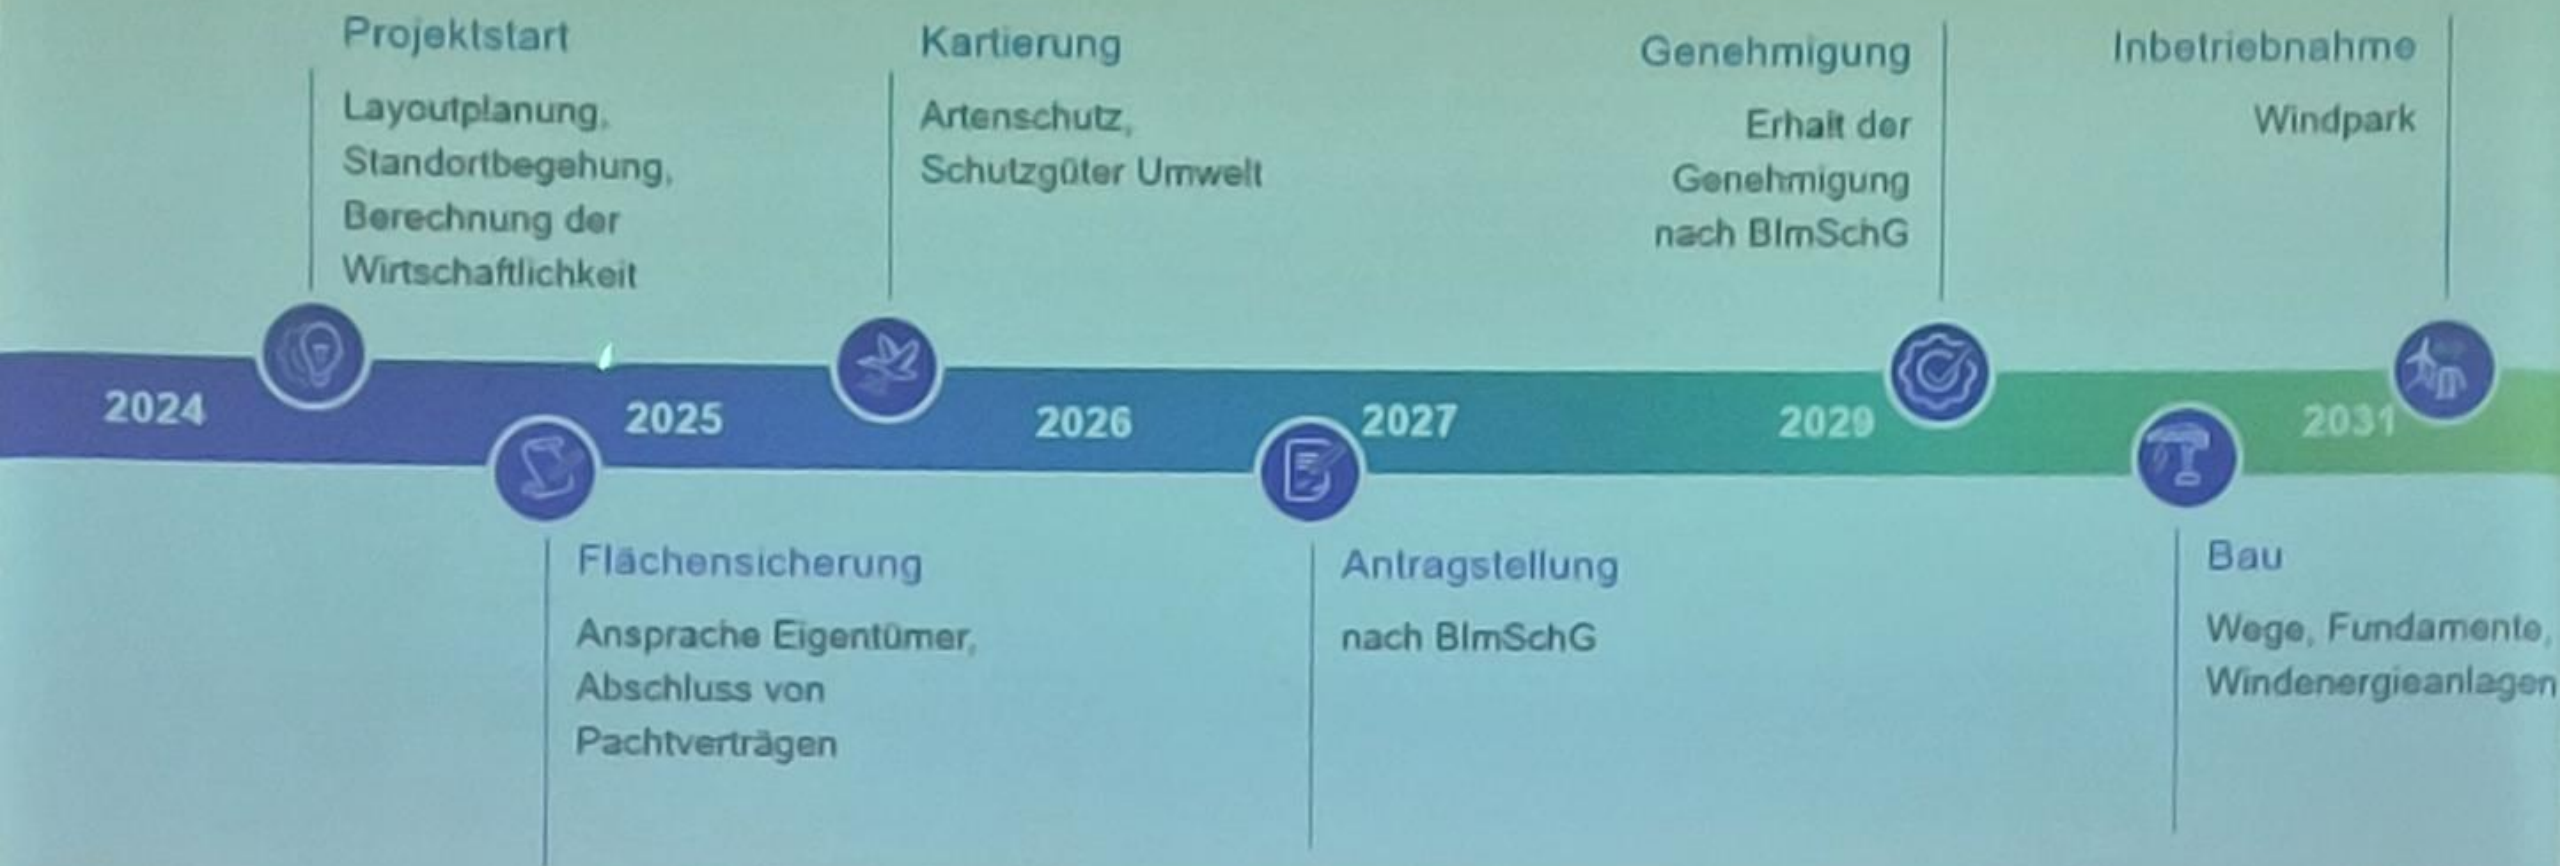 Projektstart
Layoutplanung,
Standortbegehung,
Berechnung der
Wirtschaftlichkeit
Kartierung
Artenschutz,
Schutzgüter Umwelt
Genehmigung
Erhalt der
Genehmigung
nach BImSchG
Inbetriebnahme
Windpark
2024
2025
2026
2027
2029
2031
Flächensicherung
Ansprache Eigentümer,
Abschluss von
Pachtverträgen
Antragstellung
nach BImSchG
Bau
Wege, Fundamente,
Windenergieanlagen